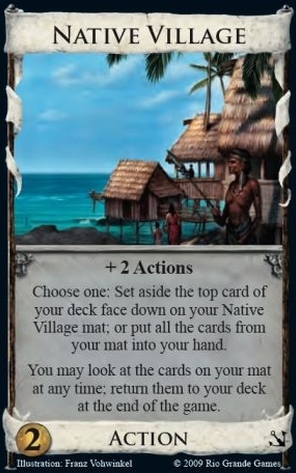 NATIVE VILLAGE
+ 2 Actions
Choose one: Set aside the top card of
your deck face down on your Native
Village mat; or put all the cards from
your mat into your hand.
You may look at the cards on your mat
at any time; return them to your deck
at the end of the game.
2
ACTION
Illustration: Franz Vohwinkel
© 2009 Rio Grande Games